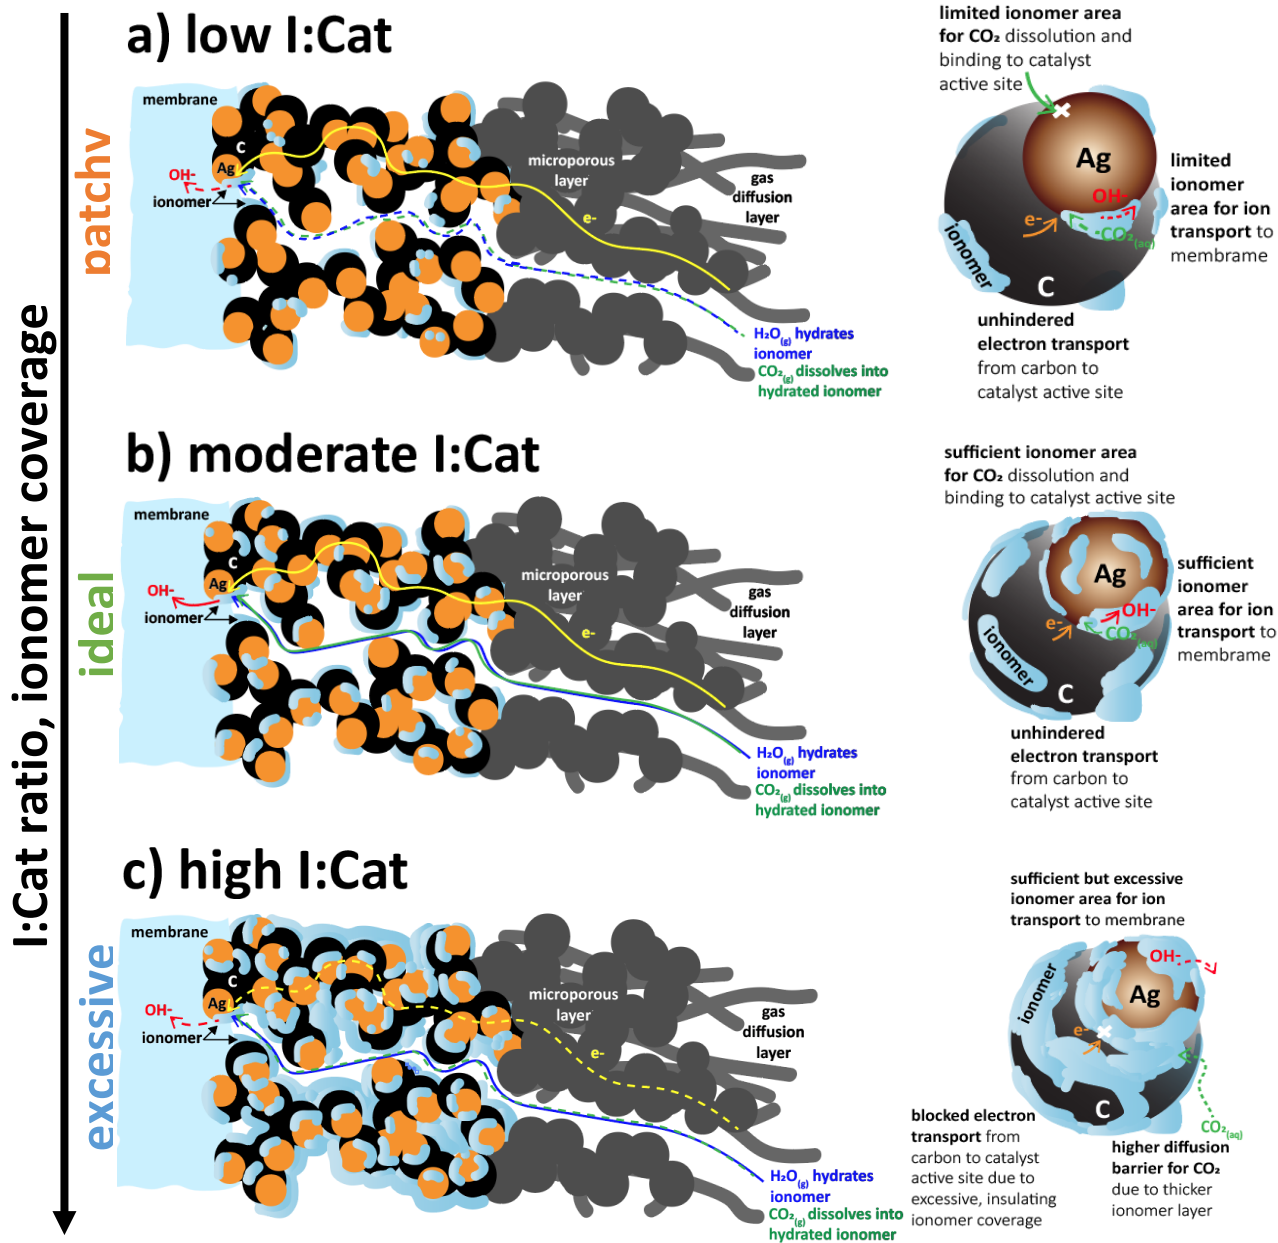 I:Cat ratio, ionomer coverage
a) low I:Cat
patchy
membrane
C
Ag
OH-
ionomer
microporous
layer
gas
diffusion
layer
e-
H₂O(g) hydrates
ionomer
CO₂(g) dissolves into
hydrated ionomer
limited ionomer area
for CO₂ dissolution and
binding to catalyst
active site
Ag
OH-
e-
CO₂(aq)
ionomer
C
limited
ionomer
area for ion
transport to
membrane
unhindered
electron transport
from carbon to
catalyst active site
b) moderate I:Cat
ideal
membrane
C
Ag
OH-
ionomer
microporous
layer
gas
diffusion
layer
e-
H₂O(g) hydrates
ionomer
CO₂(g) dissolves into
hydrated ionomer
sufficient ionomer area
for CO₂ dissolution and
binding to catalyst active site
Ag
OH-
e-
CO₂(aq)
ionomer
C
sufficient
ionomer
area for ion
transport to
membrane
unhindered
electron transport
from carbon to
catalyst active site
c) high I:Cat
excessive
membrane
C
Ag
OH-
ionomer
microporous
layer
gas
diffusion
layer
e-
H₂O(g) hydrates
ionomer
CO₂(g) dissolves into
hydrated ionomer
sufficient but excessive
ionomer area for ion
transport to membrane
OH-
ionomer
Ag
e-
C
CO₂(aq)
blocked electron
transport from
carbon to catalyst
active site due to
excessive, insulating
ionomer coverage
higher diffusion
barrier for CO₂
due to thicker
ionomer layer